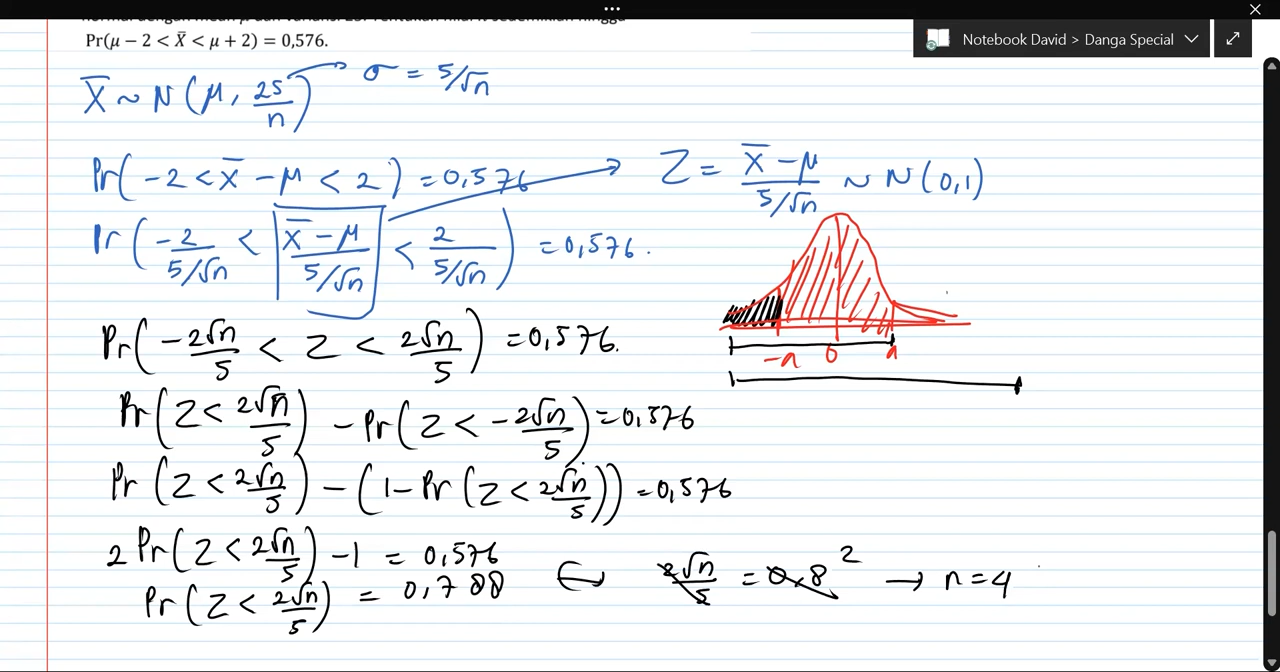 Notebook David > Danga Special
Pr(μ − 2 < X̄ < μ + 2) = 0,576.
X̄ ~ N(μ, 25/n) → σ = 5/√n
Pr(-2 < X̄ - μ < 2) = 0,576 → Z = (X̄ - μ)/(5/√n) ~ N(0,1)
Pr(-2/(5/√n) < (X̄ - μ)/(5/√n) < 2/(5/√n)) = 0,576.
Pr(-2√n/5 < Z < 2√n/5) = 0,576.
-a 0 a
Pr(Z < 2√n/5) - Pr(Z < -2√n/5) = 0,576
Pr(Z < 2√n/5) - (1 - Pr(Z < 2√n/5)) = 0,576
2 Pr(Z < 2√n/5) - 1 = 0,576
Pr(Z < 2√n/5) = 0,788 ↔ 2√n/5 = 0,8 2 → n = 4